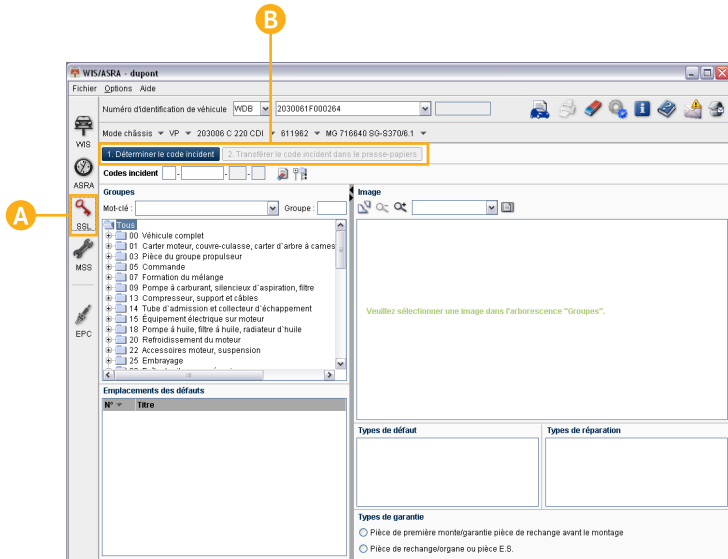 B
WIS/ASRA - dupont
Fichier Options Aide
Numéro d'identification de véhicule WDB 2030061F000264
Mode châssis VP 203006 C 220 CDI 611962 MG 716640 SG-S370/6.1
1. Déterminer le code incident 2. Transférer le code incident dans le presse-papiers
Codes incident - - -
WIS
ASRA
A
SSL
MSS
EPC
Groupes
Mot-clé : Groupe :
Tous
00 Véhicule complet
01 Carter moteur, couvre-culasse, carter d'arbre à cames
03 Pièce du groupe propulseur
05 Commande
07 Formation du mélange
09 Pompe à carburant, silencieux d'aspiration, filtre
13 Compresseur, support et câbles
14 Tube d'admission et collecteur d'échappement
15 Équipement électrique sur moteur
18 Pompe à huile, filtre à huile, radiateur d'huile
20 Refroidissement du moteur
22 Accessoires moteur, suspension
25 Embrayage
Emplacements des défauts
N° Titre
Image
Veuillez sélectionner une image dans l'arborescence "Groupes".
Types de défaut
Types de réparation
Types de garantie
Pièce de première monte/garantie pièce de rechange avant le montage
Pièce de rechange/organe ou pièce E.S.